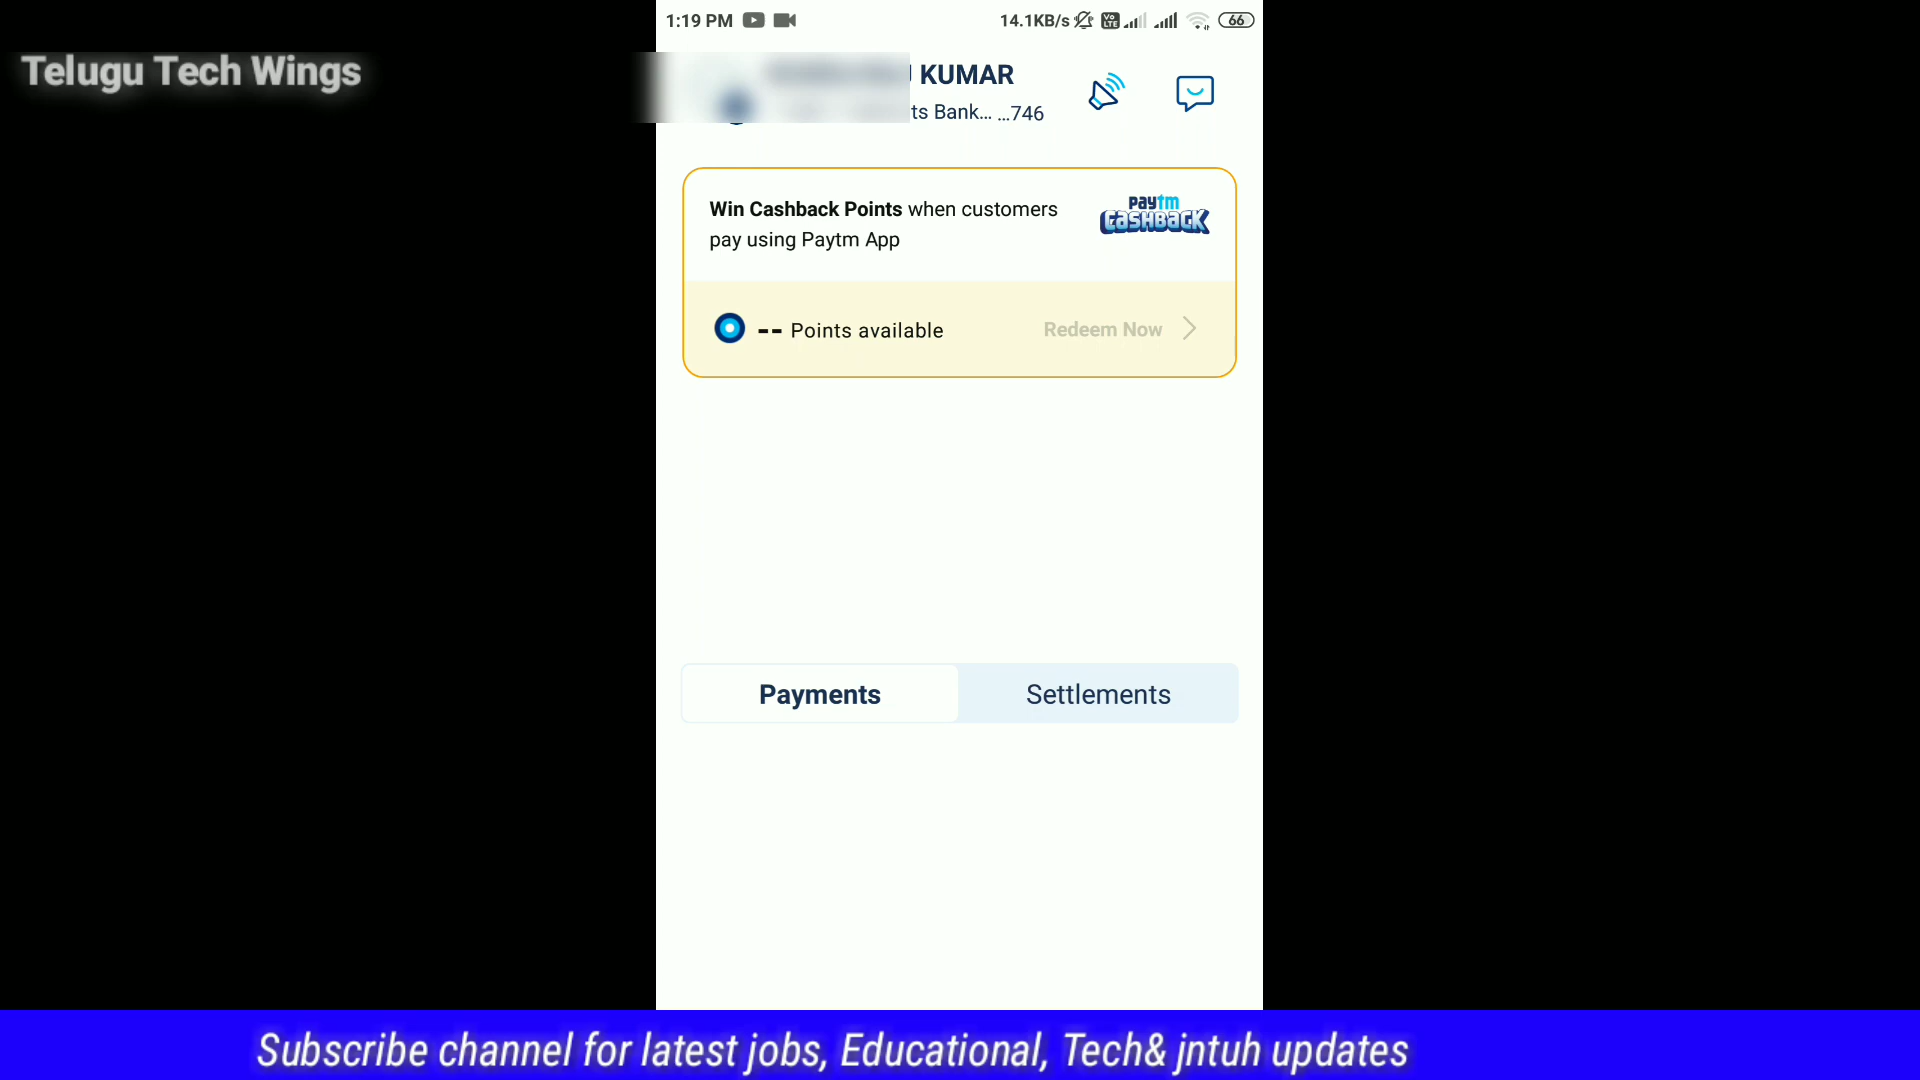 1:19 PM 14.1KB/s Vo LTE 66
Telugu Tech Wings
KUMAR
ts Bank... ...746
Win Cashback Points when customers
pay using Paytm App
paytm
CASHBACK
-- Points available Redeem Now
Payments Settlements
Subscribe channel for latest jobs, Educational, Tech& jntuh updates